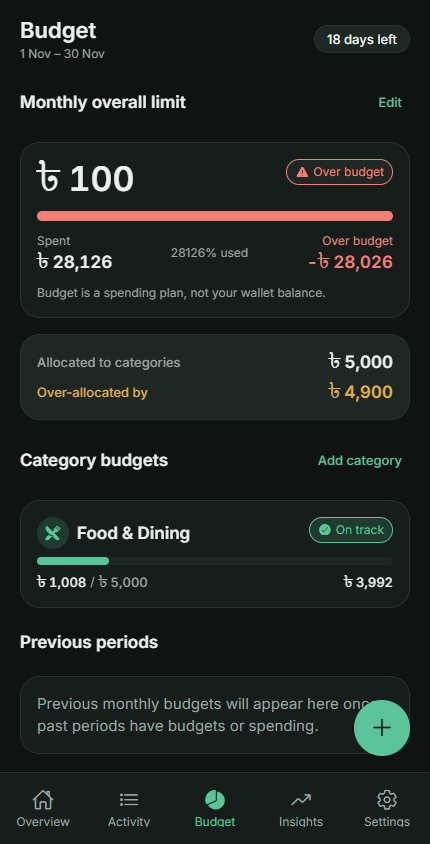 Budget
1 Nov – 30 Nov
18 days left
Monthly overall limit
Edit
৳ 100
Over budget
Spent
৳ 28,126
28126% used
Over budget
-৳ 28,026
Budget is a spending plan, not your wallet balance.
Allocated to categories
৳ 5,000
Over-allocated by
৳ 4,900
Category budgets
Add category
Food & Dining
On track
৳ 1,008 / ৳ 5,000
৳ 3,992
Previous periods
Previous monthly budgets will appear here once
past periods have budgets or spending.
Overview
Activity
Budget
Insights
Settings